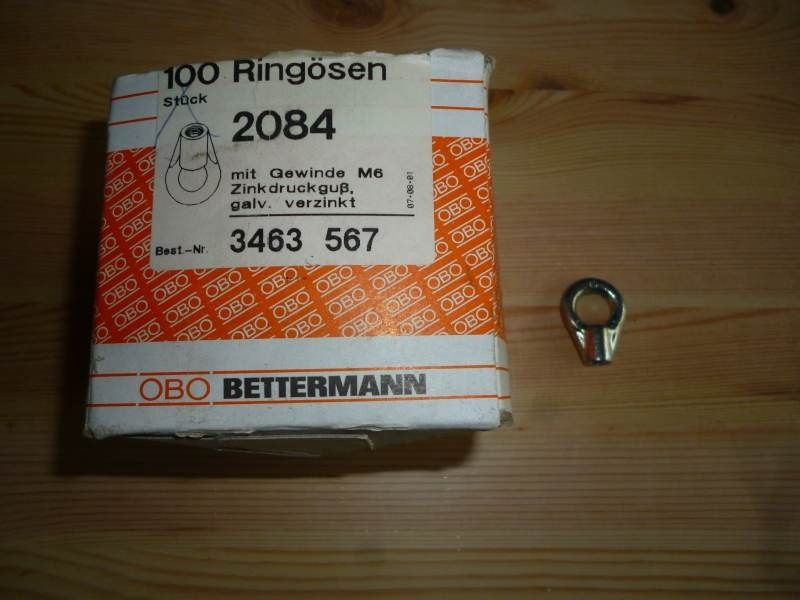 100 Ringösen
Stück
2084
mit Gewinde M6
Zinkdruckguß,
galv. verzinkt
07-08-01
Best.-Nr. 3463 567
OBO BETTERMANN